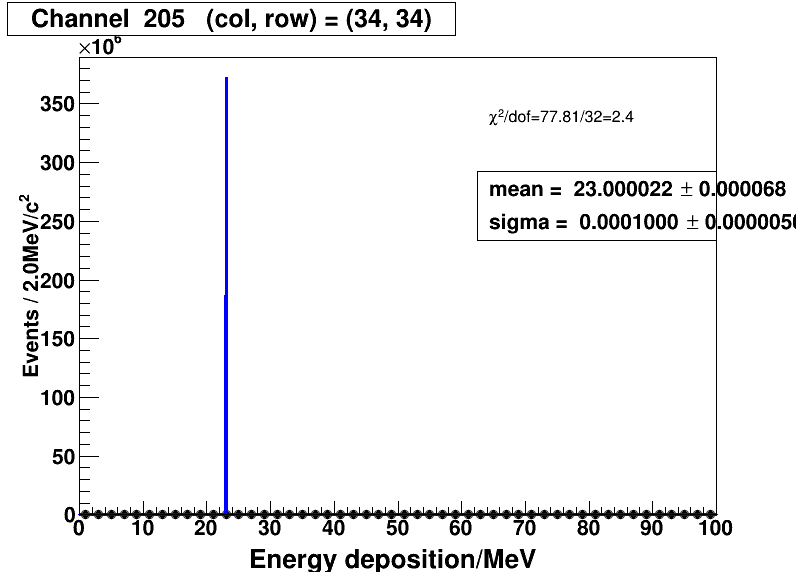 Channel 205 (col, row) = (34, 34)
×10⁶
χ²/dof=77.81/32=2.4
mean = 23.000022 ± 0.000068
sigma = 0.0001000 ± 0.0000050
Events / 2.0MeV/c²
350
300
250
200
150
100
50
0
0 10 20 30 40 50 60 70 80 90 100
Energy deposition/MeV